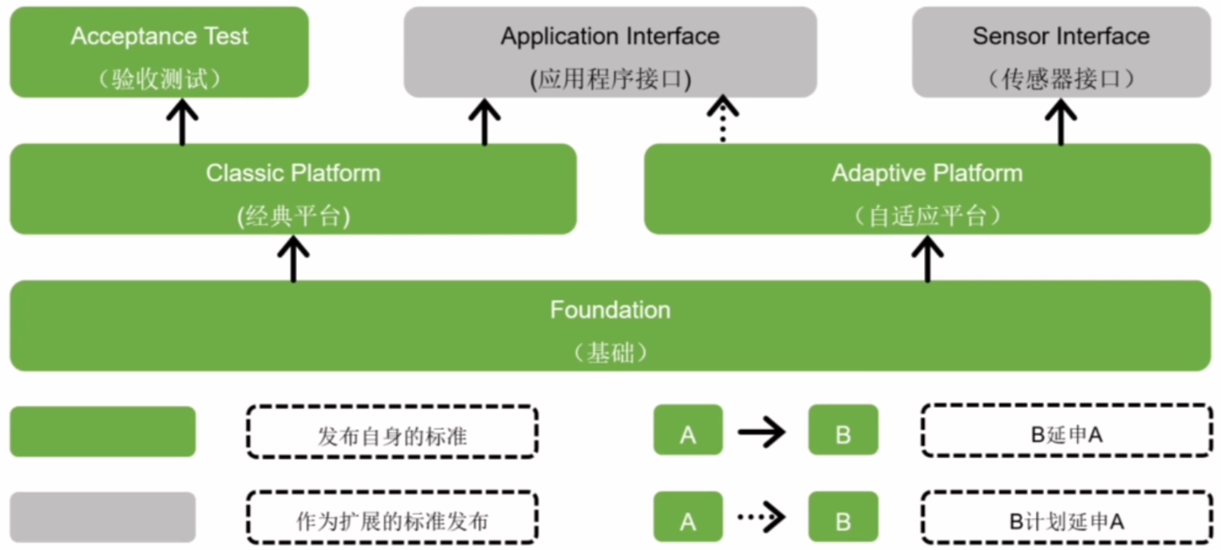 Acceptance Test
（验收测试）
Application Interface
(应用程序接口)
Sensor Interface
（传感器接口）
Classic Platform
(经典平台)
Adaptive Platform
（自适应平台）
Foundation
（基础）
发布自身的标准
A
B
B延申A
作为扩展的标准发布
A
B
B计划延申A